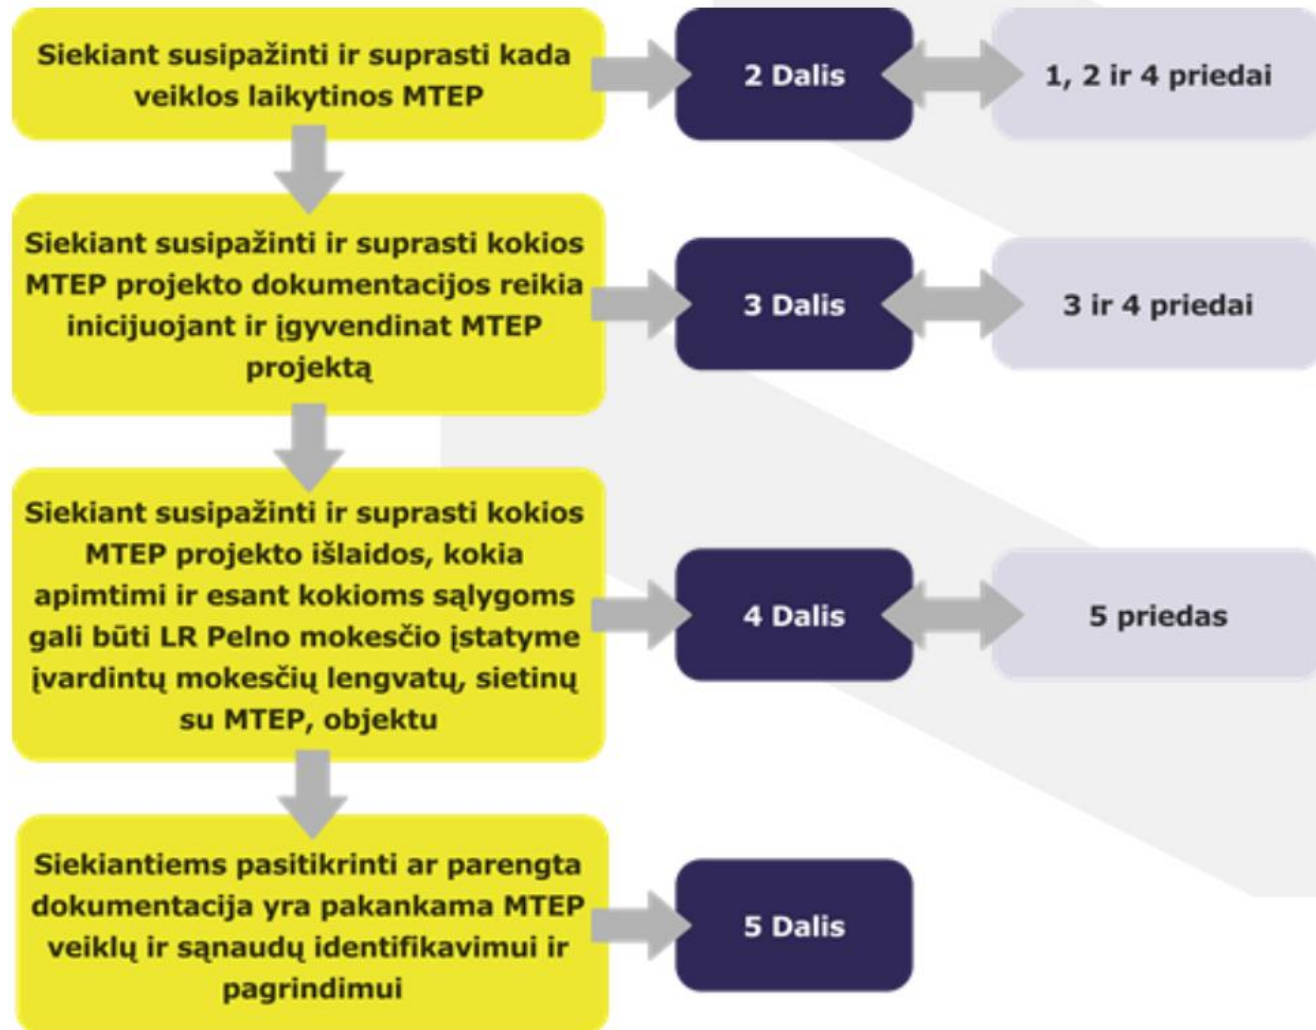 Siekiant susipažinti ir suprasti kada
veiklos laikytinos MTEP
2 Dalis
1, 2 ir 4 priedai
Siekiant susipažinti ir suprasti kokios
MTEP projekto dokumentacijos reikia
inicijuojant ir įgyvendinat MTEP
projektą
3 Dalis
3 ir 4 priedai
Siekiant susipažinti ir suprasti kokios
MTEP projekto išlaidos, kokia
apimtimi ir esant kokioms sąlygoms
gali būti LR Pelno mokesčio įstatyme
įvardintų mokesčių lengvatų, sietinų
su MTEP, objektu
4 Dalis
5 priedas
Siekiantiems pasitikrinti ar parengta
dokumentacija yra pakankama MTEP
veiklų ir sąnaudų identifikavimui ir
pagrindimui
5 Dalis